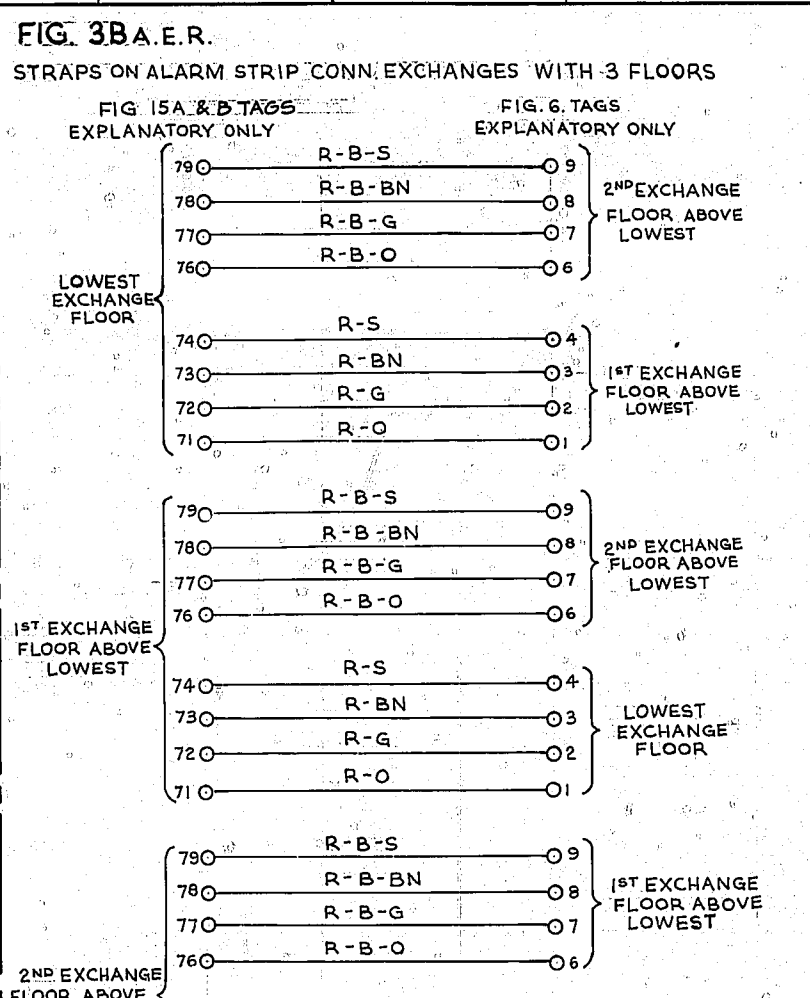 FIG. 3B A.E.R.
STRAPS ON ALARM STRIP CONN. EXCHANGES WITH 3 FLOORS
FIG 15A & B TAGS
EXPLANATORY ONLY
FIG. 6. TAGS
EXPLANATORY ONLY
LOWEST
EXCHANGE
FLOOR
79 R-B-S 9
78 R-B-BN 8
77 R-B-G 7
76 R-B-O 6
2ND EXCHANGE
FLOOR ABOVE
LOWEST
74 R-S 4
73 R-BN 3
72 R-G 2
71 R-O 1
1ST EXCHANGE
FLOOR ABOVE
LOWEST
1ST EXCHANGE
FLOOR ABOVE
LOWEST
79 R-B-S 9
78 R-B-BN 8
77 R-B-G 7
76 R-B-O 6
2ND EXCHANGE
FLOOR ABOVE
LOWEST
74 R-S 4
73 R-BN 3
72 R-G 2
71 R-O 1
LOWEST
EXCHANGE
FLOOR
79 R-B-S 9
78 R-B-BN 8
77 R-B-G 7
76 R-B-O 6
1ST EXCHANGE
FLOOR ABOVE
LOWEST
2ND EXCHANGE
FLOOR ABOVE